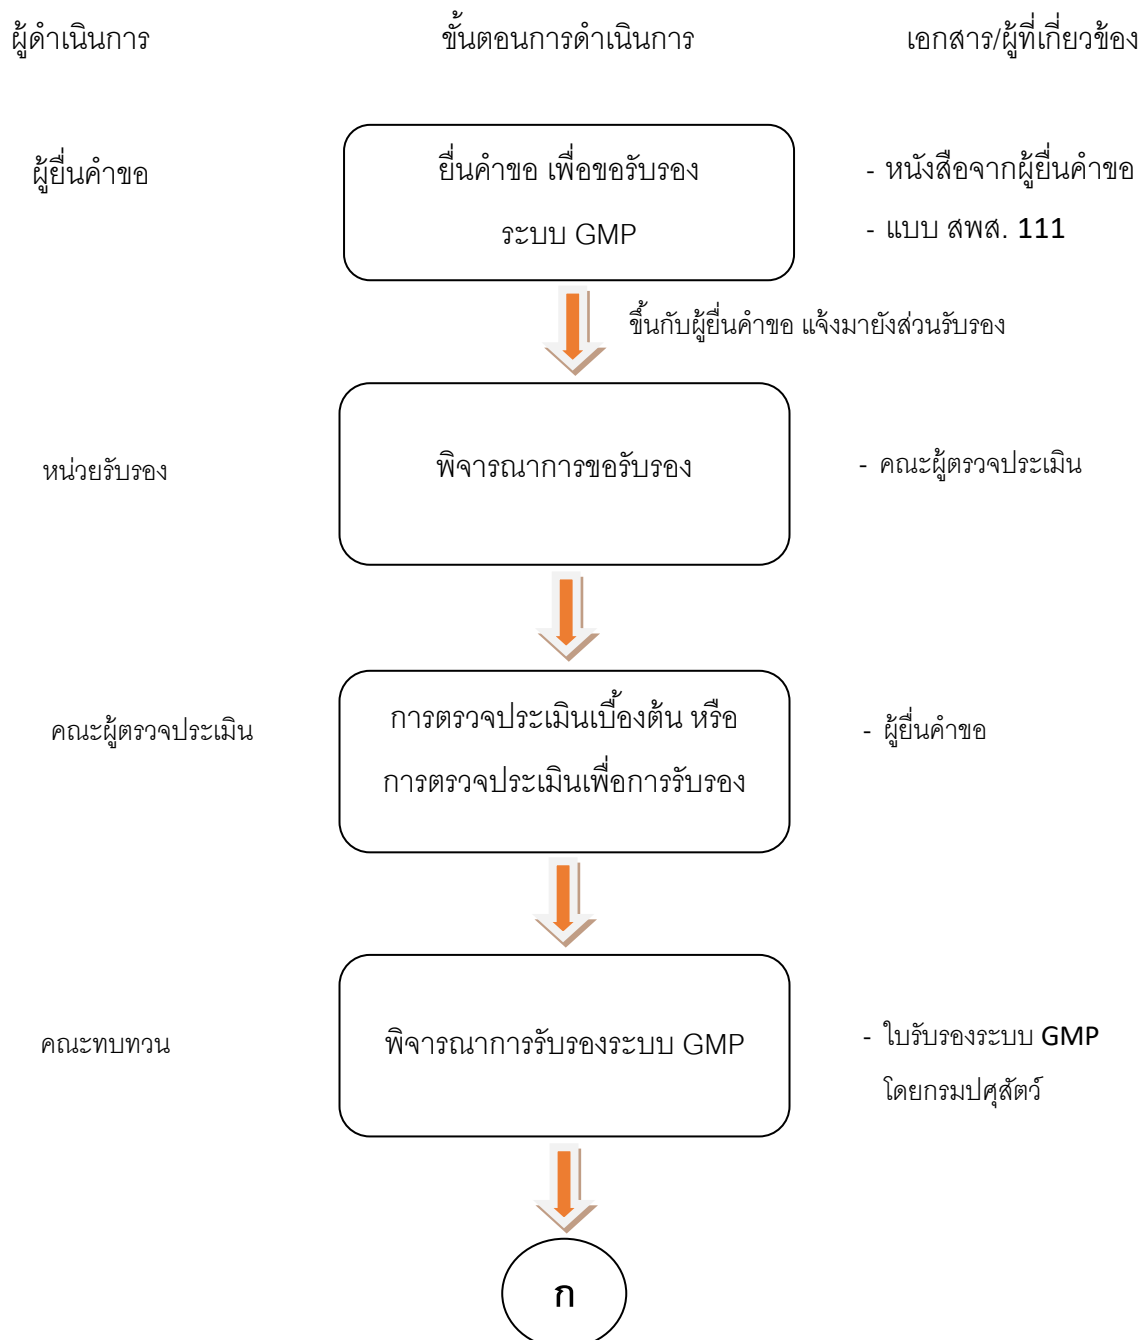 ผู้ดำเนินการ ขั้นตอนการดำเนินการ เอกสาร/ผู้ที่เกี่ยวข้อง
ผู้ยื่นคำขอ
ยื่นคำขอ เพื่อขอรับรอง
ระบบ GMP
- หนังสือจากผู้ยื่นคำขอ
- แบบ สพส. 111
ขึ้นกับผู้ยื่นคำขอ แจ้งมายังส่วนรับรอง
หน่วยรับรอง
พิจารณาการขอรับรอง
- คณะผู้ตรวจประเมิน
คณะผู้ตรวจประเมิน
การตรวจประเมินเบื้องต้น หรือ
การตรวจประเมินเพื่อการรับรอง
- ผู้ยื่นคำขอ
คณะทบทวน
พิจารณาการรับรองระบบ GMP
- ใบรับรองระบบ GMP
โดยกรมปศุสัตว์
ก